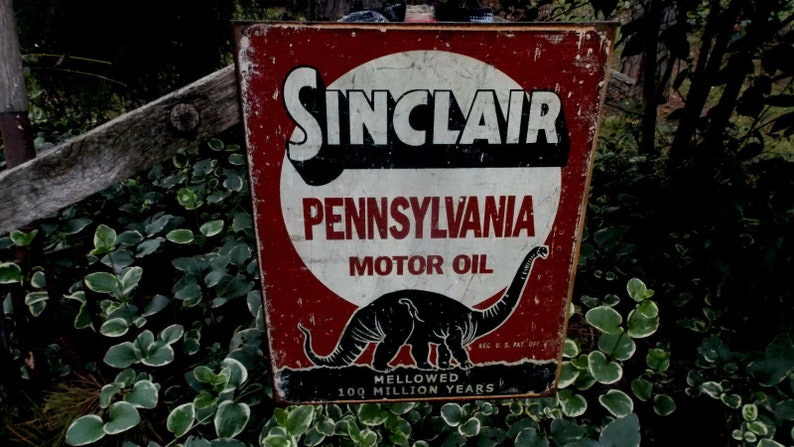 SINCLAIR
PENNSYLVANIA
MOTOR OIL
REG. U.S. PAT. OFF.
MELLOWED
100 MILLION YEARS